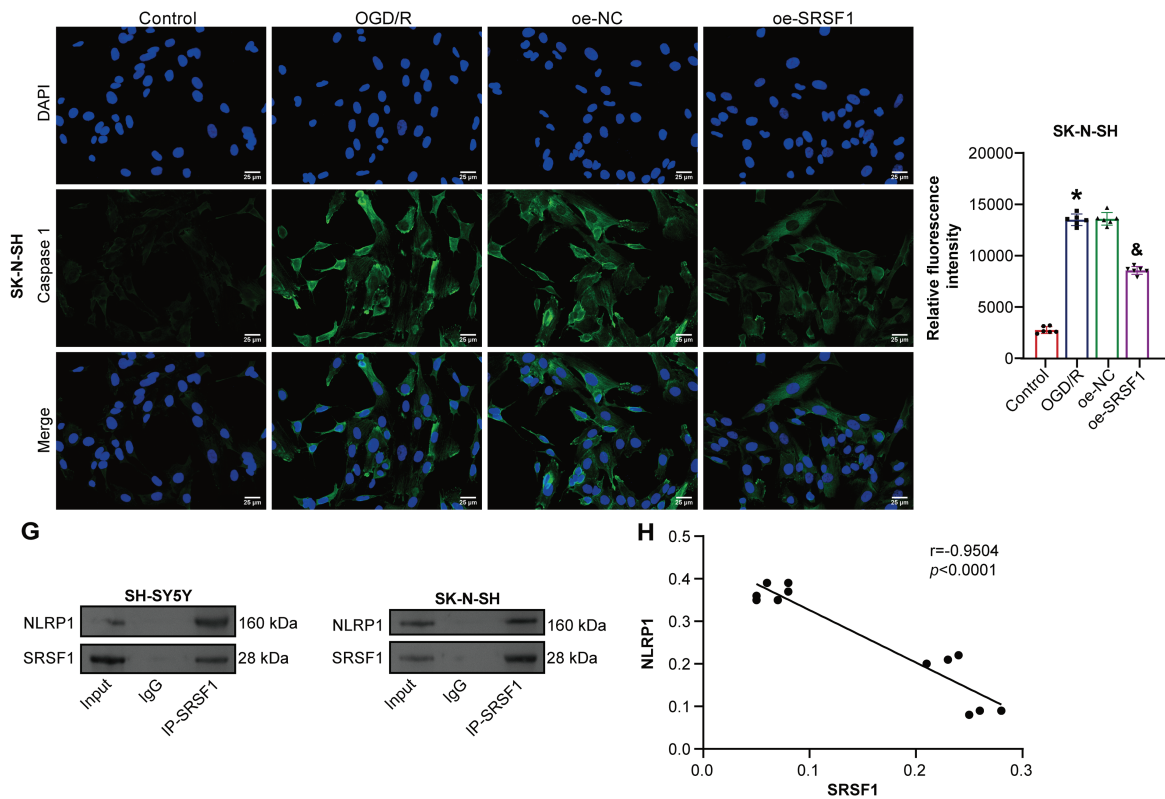 Control OGD/R oe-NC oe-SRSF1
SK-N-SH
DAPI
25 μm 25 μm 25 μm 25 μm
Caspase 1
25 μm 25 μm 25 μm 25 μm
Merge
25 μm 25 μm 25 μm 25 μm
SK-N-SH
Relative fluorescence
intensity
20000
15000
10000
5000
0
*
&
Control OGD/R oe-NC oe-SRSF1
G
SH-SY5Y
NLRP1 160 kDa
SRSF1 28 kDa
Input IgG IP-SRSF1
SK-N-SH
NLRP1 160 kDa
SRSF1 28 kDa
Input IgG IP-SRSF1
H
r=-0.9504
p<0.0001
NLRP1
0.5
0.4
0.3
0.2
0.1
0.0
0.0 0.1 0.2 0.3
SRSF1